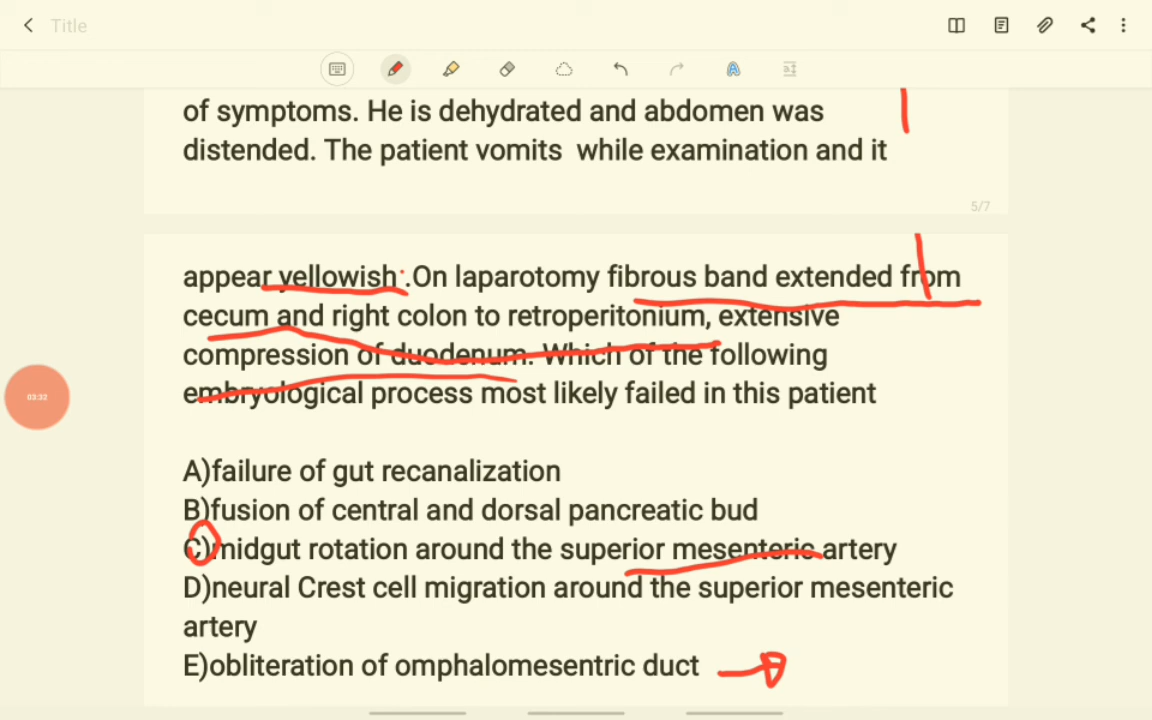 Title
of symptoms. He is dehydrated and abdomen was
distended. The patient vomits while examination and it
5/7
appear yellowish .On laparotomy fibrous band extended from
cecum and right colon to retroperitonium, extensive
compression of duodenum. Which of the following
embryological process most likely failed in this patient
A)failure of gut recanalization
B)fusion of central and dorsal pancreatic bud
C)midgut rotation around the superior mesenteric artery
D)neural Crest cell migration around the superior mesenteric
artery
E)obliteration of omphalomesentric duct
03:32